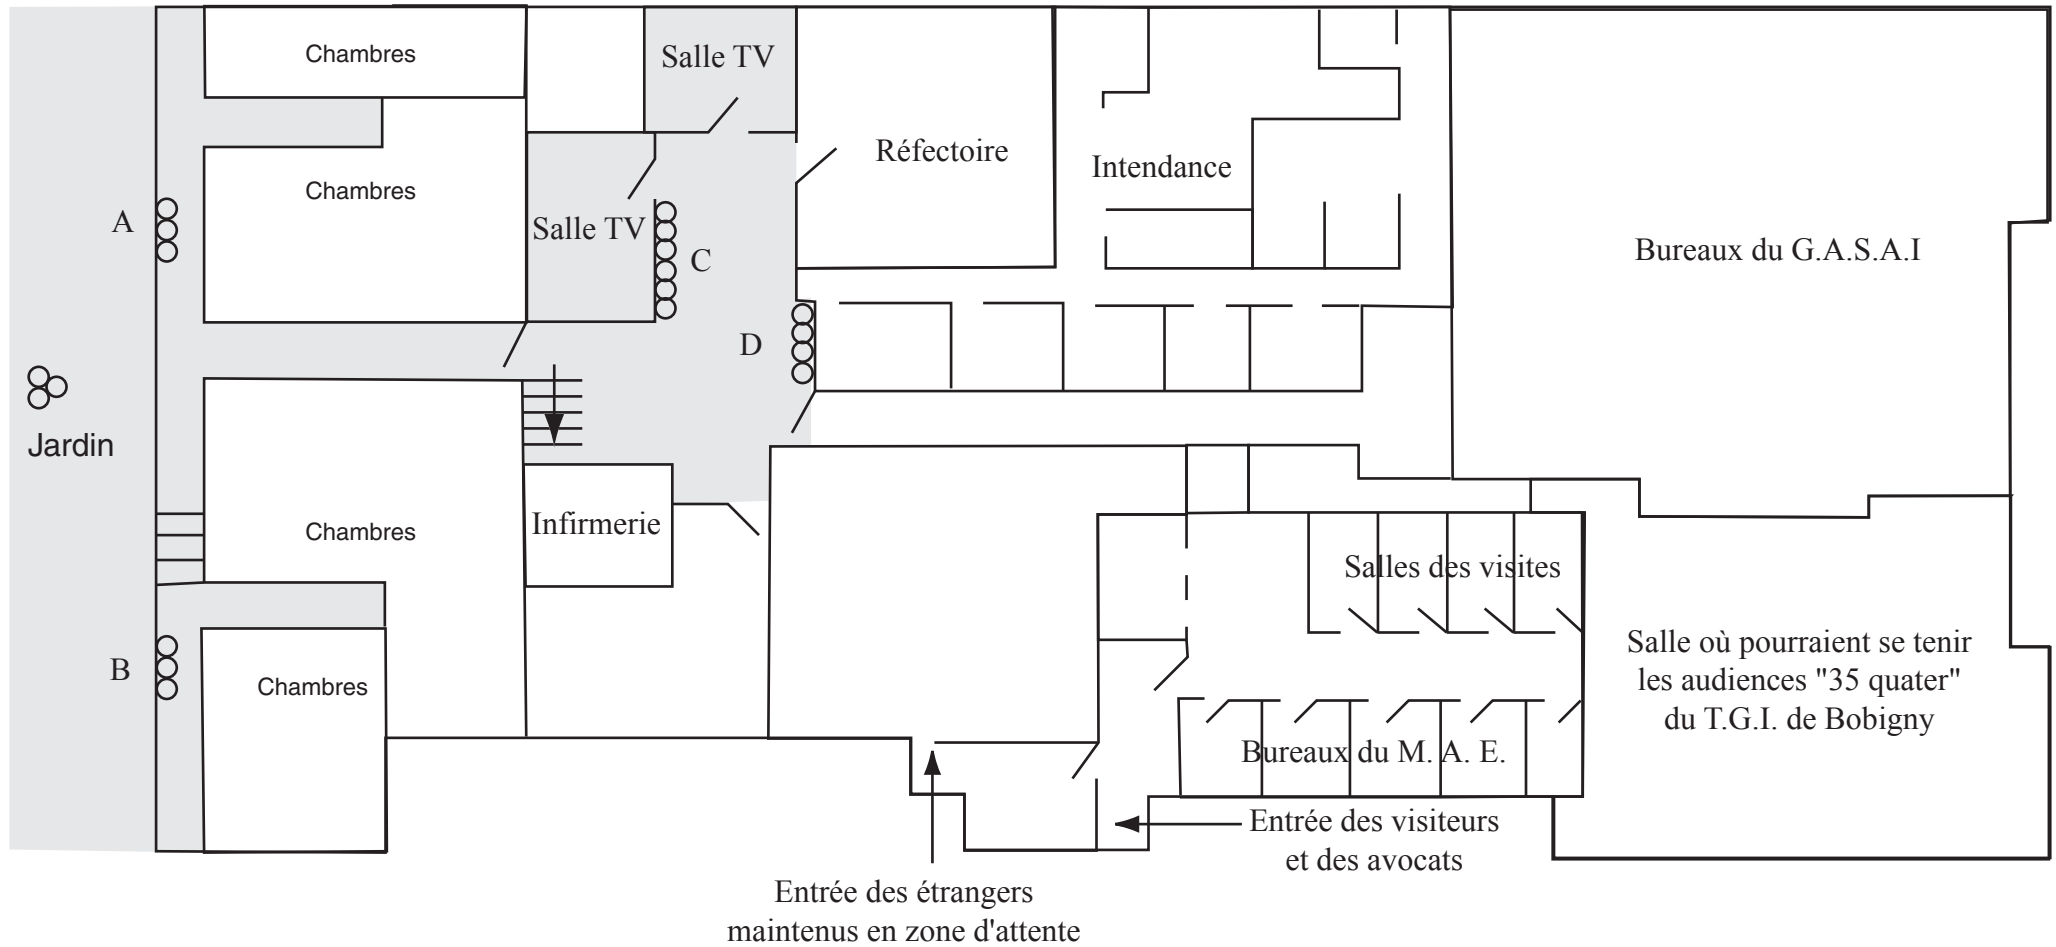 Chambres
Salle TV
Réfectoire
Intendance
Chambres
A
Salle TV
C
Bureaux du G.A.S.A.I
D
Jardin
Chambres
Infirmerie
Salles des visites
B
Chambres
Salle où pourraient se tenir
les audiences "35 quater"
du T.G.I. de Bobigny
Bureaux du M. A. E.
Entrée des visiteurs
et des avocats
Entrée des étrangers
maintenus en zone d'attente